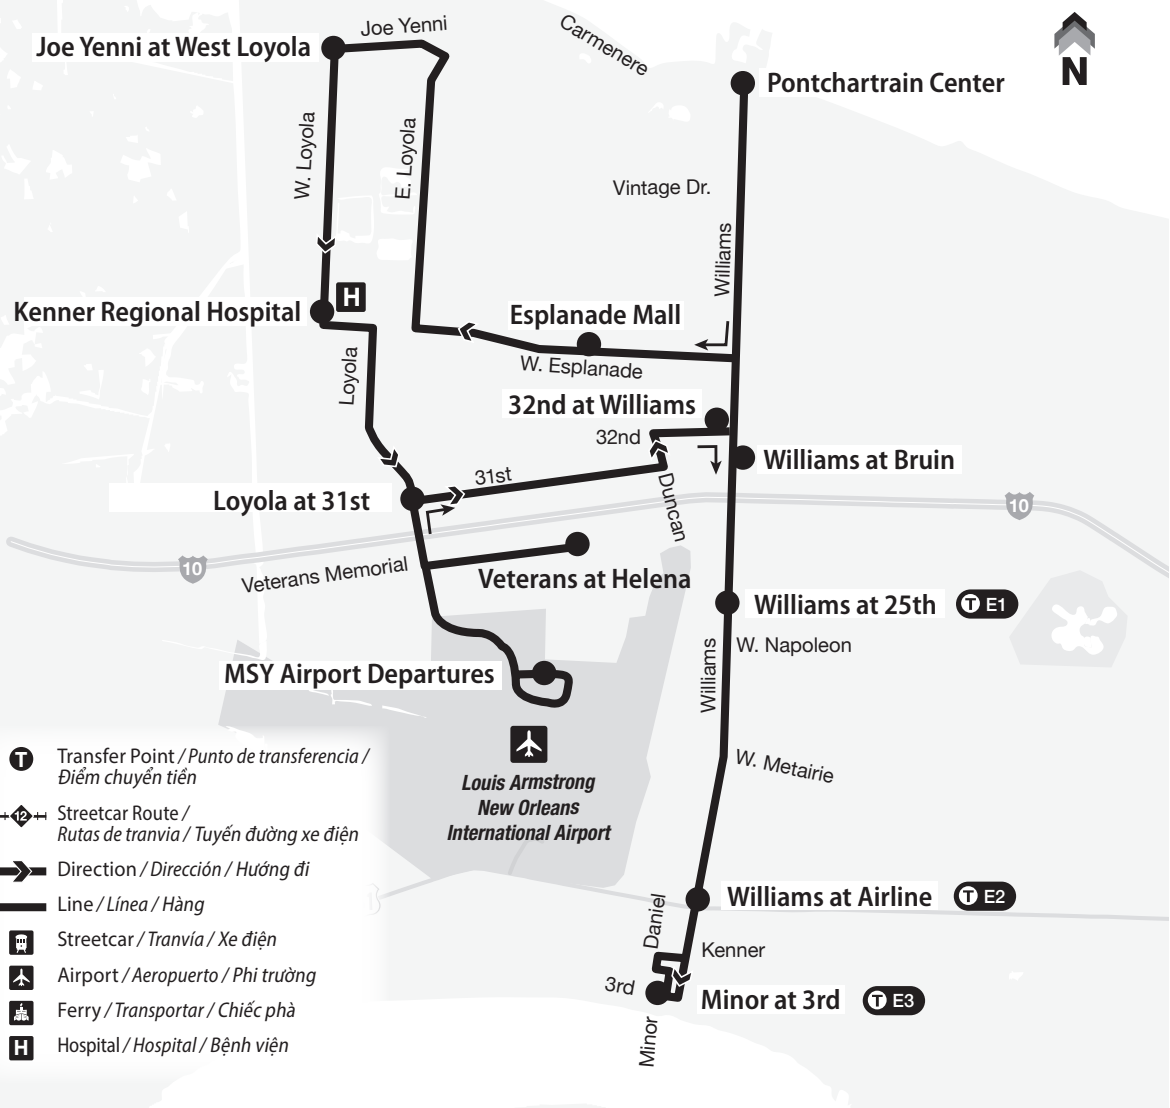 Joe Yenni
Carmenere
N
Joe Yenni at West Loyola
Pontchartrain Center
W. Loyola
E. Loyola
Vintage Dr.
Williams
H
Kenner Regional Hospital
Esplanade Mall
W. Esplanade
Loyola
32nd at Williams
32nd
Williams at Bruin
31st
Loyola at 31st
Duncan
10
10
Veterans Memorial
Veterans at Helena
Williams at 25th
T E1
W. Napoleon
Williams
MSY Airport Departures
Louis Armstrong
New Orleans
International Airport
W. Metairie
Williams at Airline
T E2
Daniel
Kenner
3rd
Minor at 3rd
T E3
Minor
T
Transfer Point / Punto de transferencia /
Điểm chuyển tiền
12
Streetcar Route /
Rutas de tranvia / Tuyến đường xe điện
Direction / Dirección / Hướng đi
Line / Línea / Hàng
Streetcar / Tranvía / Xe điện
Airport / Aeropuerto / Phi trường
Ferry / Transportar / Chiếc phà
H
Hospital / Hospital / Bệnh viện